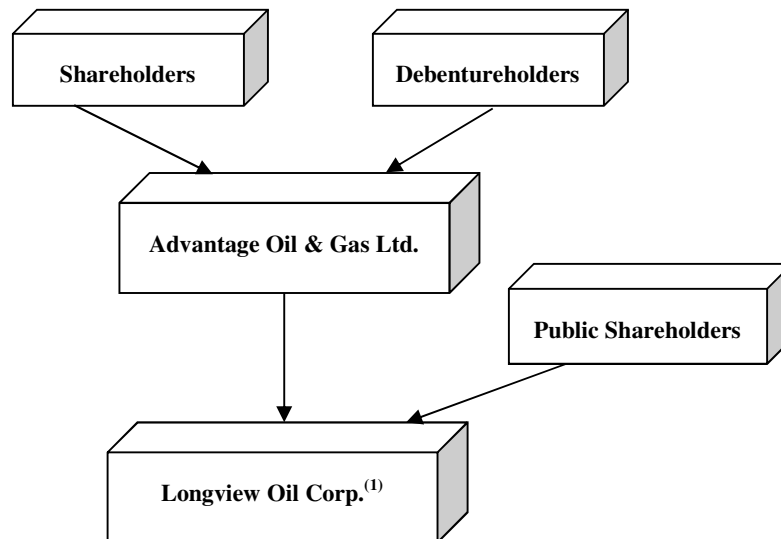 Shareholders
Debentureholders
Advantage Oil & Gas Ltd.
Public Shareholders
Longview Oil Corp.(1)